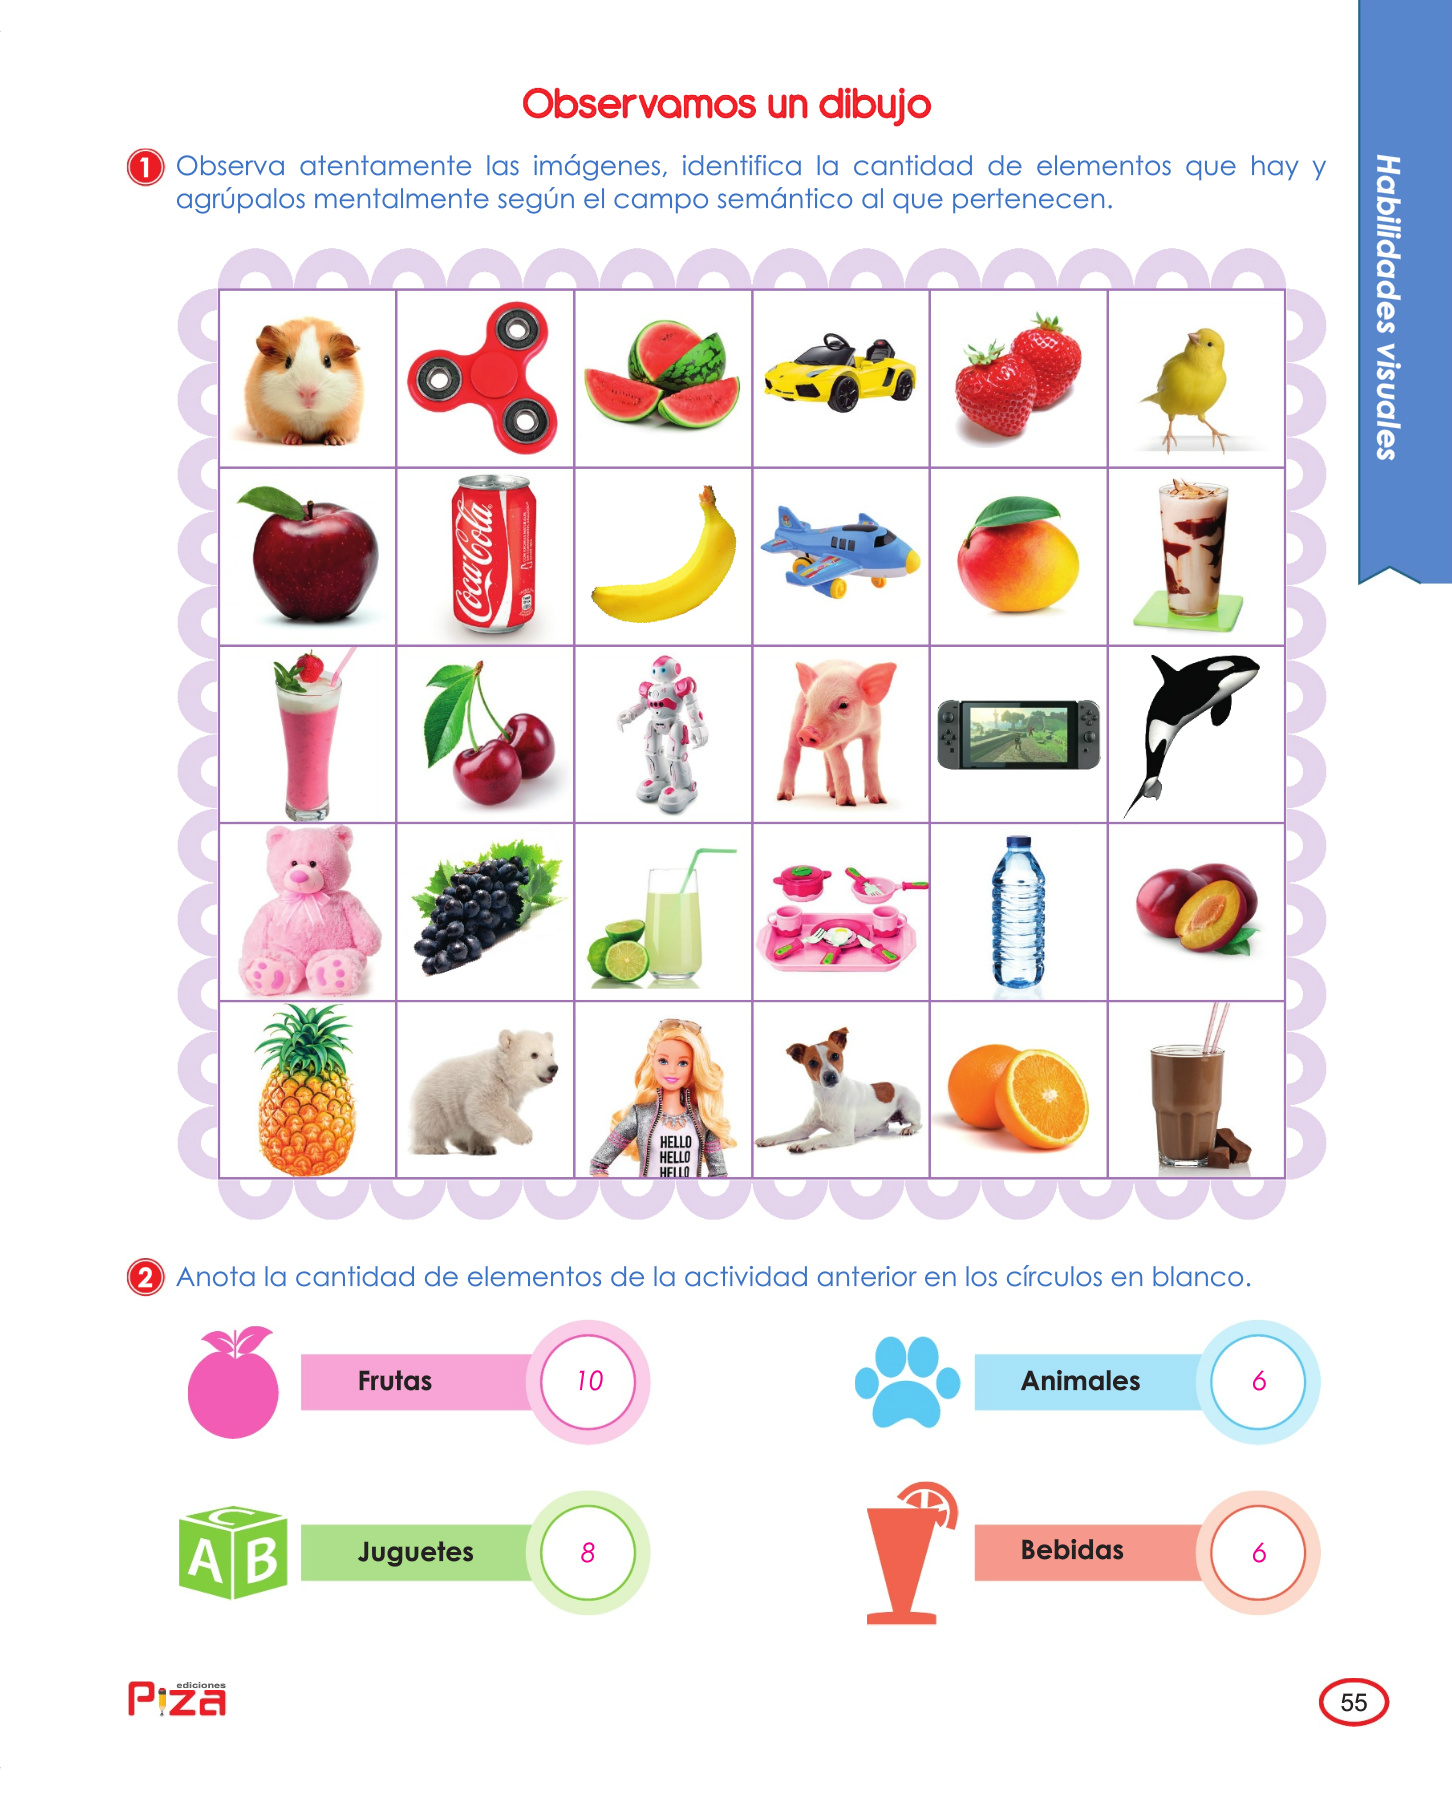 Observamos un dibujo
1 Observa atentamente las imágenes, identifica la cantidad de elementos que hay y
agrúpalos mentalmente según el campo semántico al que pertenecen.
Habilidades visuales
Coca-Cola
HELLO
HELLO
HELLO
2 Anota la cantidad de elementos de la actividad anterior en los círculos en blanco.
Frutas 10
Animales 6
C
A B
Juguetes 8
Bebidas 6
ediciones
Piza
55